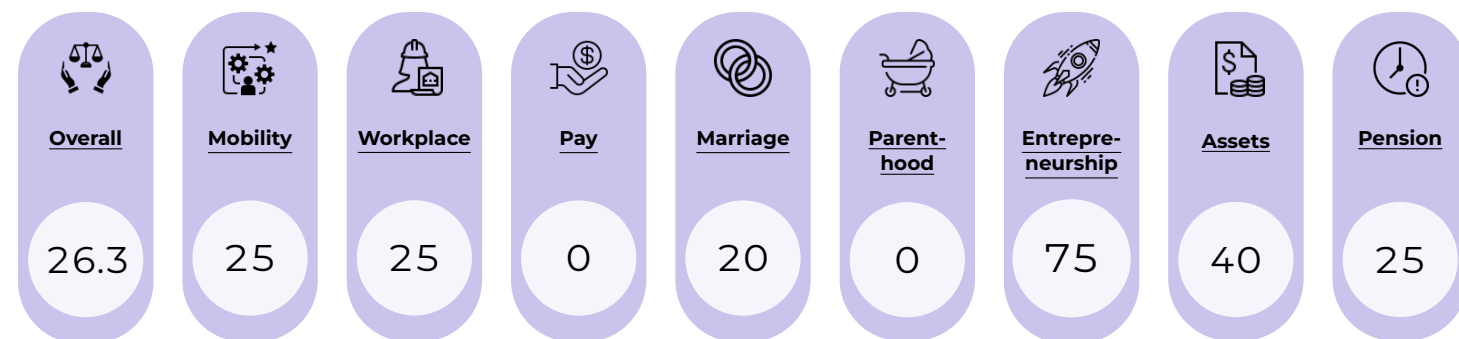 Overall
26.3
Mobility
25
Workplace
25
$
Pay
0
Marriage
20
Parent-
hood
0
Entrepre-
neurship
75
$
Assets
40
!
Pension
25